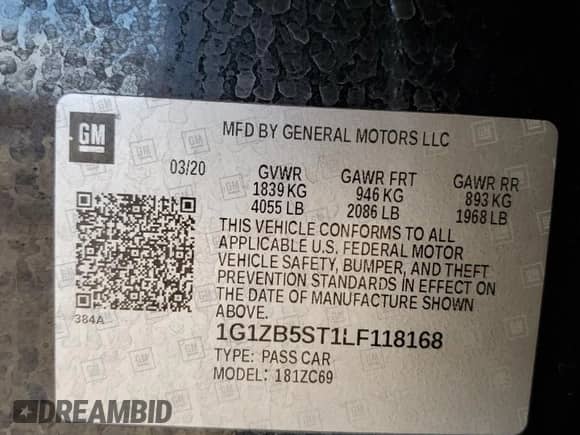 GM
MFD BY GENERAL MOTORS LLC
03/20
GVWR GAWR FRT GAWR RR
1839 KG 946 KG 893 KG
4055 LB 2086 LB 1968 LB
THIS VEHICLE CONFORMS TO ALL
APPLICABLE U.S. FEDERAL MOTOR
VEHICLE SAFETY, BUMPER, AND THEFT
PREVENTION STANDARDS IN EFFECT ON
THE DATE OF MANUFACTURE SHOWN
ABOVE.
384A
1G1ZB5ST1LF118168
TYPE: PASS CAR
MODEL: 181ZC69
DREAMBID